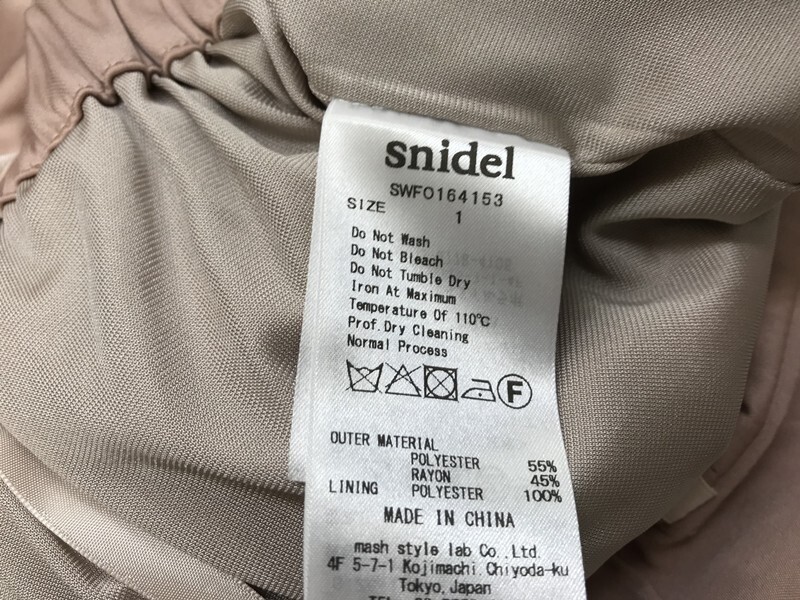 snidel
SWFO164153
SIZE 1
Do Not Wash
Do Not Bleach
Do Not Tumble Dry
Iron At Maximum
Temperature Of 110℃
Prof.Dry Cleaning
Normal Process
F
OUTER MATERIAL
POLYESTER 55%
RAYON 45%
LINING POLYESTER 100%
MADE IN CHINA
mash style lab Co.,Ltd.
4F 5-7-1 Kojimachi,Chiyoda-ku
Tokyo,Japan